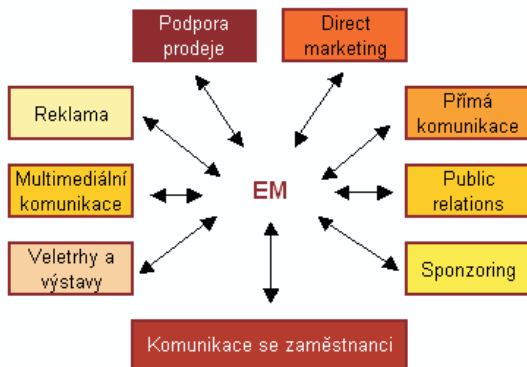 Podpora
prodeje
Direct
marketing
Reklama
Přímá
komunikace
Multimediální
komunikace
EM
Public
relations
Veletrhy a
výstavy
Sponzoring
Komunikace se zaměstnanci